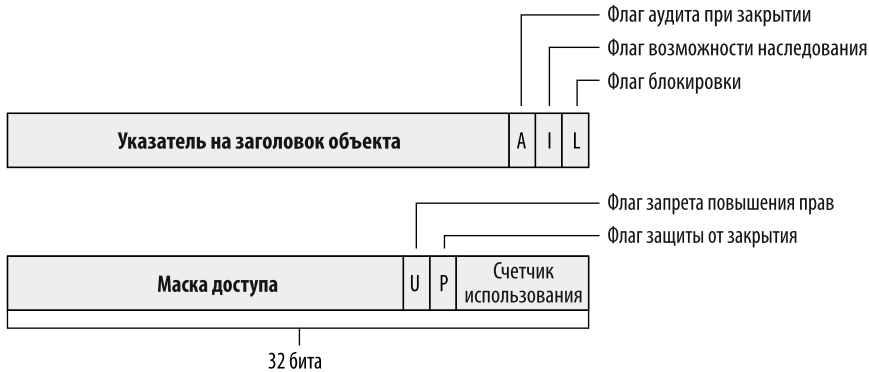 Флаг аудита при закрытии
Флаг возможности наследования
Флаг блокировки
Указатель на заголовок объекта
A
I
L
Флаг запрета повышения прав
Флаг защиты от закрытия
Маска доступа
U
P
Счетчик
использования
32 бита